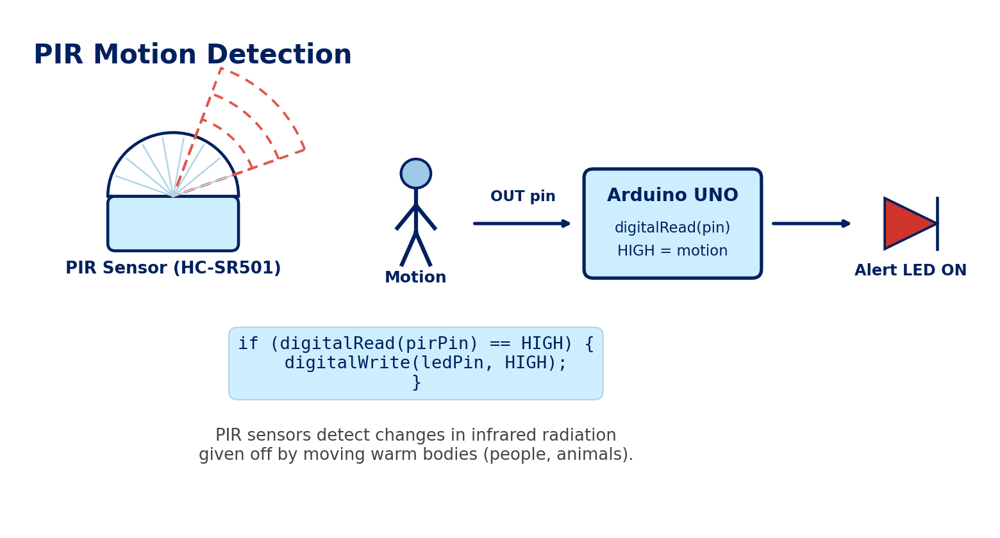 PIR Motion Detection
PIR Sensor (HC-SR501)
Motion
OUT pin
Arduino UNO
digitalRead(pin)
HIGH = motion
Alert LED ON
if (digitalRead(pirPin) == HIGH) {
digitalWrite(ledPin, HIGH);
}
PIR sensors detect changes in infrared radiation
given off by moving warm bodies (people, animals).